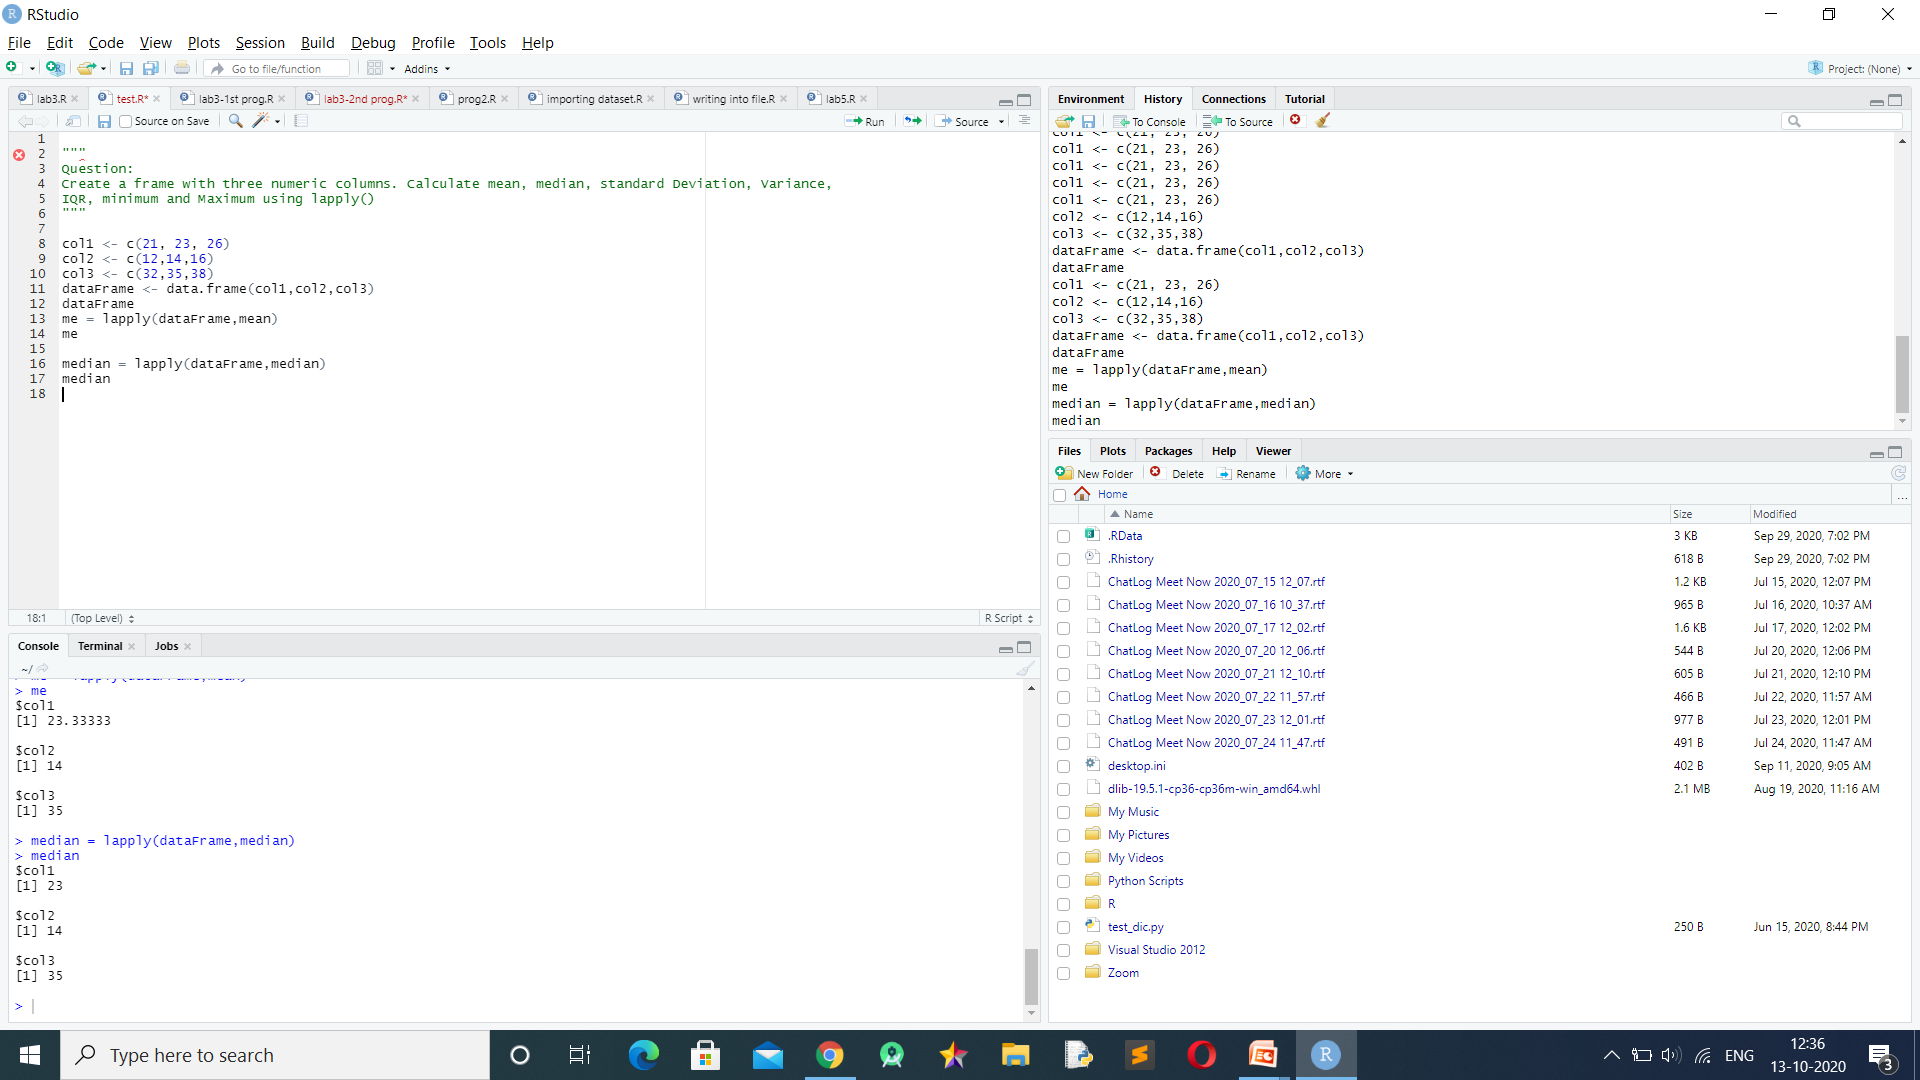 RStudio
File Edit Code View Plots Session Build Debug Profile Tools Help
Go to file/function Addins Project: (None)
lab3.R test.R* lab3-1st prog.R lab3-2nd prog.R* prog2.R importing dataset.R writing into file.R lab5.R
Source on Save Run Source
1
2 """
3 Question:
4 Create a frame with three numeric columns. Calculate mean, median, standard Deviation, Variance,
5 IQR, minimum and Maximum using lapply()
6 """
7
8 col1 <- c(21, 23, 26)
9 col2 <- c(12,14,16)
10 col3 <- c(32,35,38)
11 dataFrame <- data.frame(col1,col2,col3)
12 dataFrame
13 me = lapply(dataFrame,mean)
14 me
15
16 median = lapply(dataFrame,median)
17 median
18
18:1 (Top Level) R Script
Console Terminal Jobs
~/
> me
$col1
[1] 23.33333
$col2
[1] 14
$col3
[1] 35
> median = lapply(dataFrame,median)
> median
$col1
[1] 23
$col2
[1] 14
$col3
[1] 35
>
Environment History Connections Tutorial
To Console To Source
col1 <- c(21, 23, 26)
col1 <- c(21, 23, 26)
col1 <- c(21, 23, 26)
col1 <- c(21, 23, 26)
col1 <- c(21, 23, 26)
col2 <- c(12,14,16)
col3 <- c(32,35,38)
dataFrame <- data.frame(col1,col2,col3)
dataFrame
col1 <- c(21, 23, 26)
col2 <- c(12,14,16)
col3 <- c(32,35,38)
dataFrame <- data.frame(col1,col2,col3)
dataFrame
me = lapply(dataFrame,mean)
me
median = lapply(dataFrame,median)
median
Files Plots Packages Help Viewer
New Folder Delete Rename More
Home ...
Name Size Modified
.RData 3 KB Sep 29, 2020, 7:02 PM
.Rhistory 618 B Sep 29, 2020, 7:02 PM
ChatLog Meet Now 2020_07_15 12_07.rtf 1.2 KB Jul 15, 2020, 12:07 PM
ChatLog Meet Now 2020_07_16 10_37.rtf 965 B Jul 16, 2020, 10:37 AM
ChatLog Meet Now 2020_07_17 12_02.rtf 1.6 KB Jul 17, 2020, 12:02 PM
ChatLog Meet Now 2020_07_20 12_06.rtf 544 B Jul 20, 2020, 12:06 PM
ChatLog Meet Now 2020_07_21 12_10.rtf 605 B Jul 21, 2020, 12:10 PM
ChatLog Meet Now 2020_07_22 11_57.rtf 466 B Jul 22, 2020, 11:57 AM
ChatLog Meet Now 2020_07_23 12_01.rtf 977 B Jul 23, 2020, 12:01 PM
ChatLog Meet Now 2020_07_24 11_47.rtf 491 B Jul 24, 2020, 11:47 AM
desktop.ini 402 B Sep 11, 2020, 9:05 AM
dlib-19.5.1-cp36-cp36m-win_amd64.whl 2.1 MB Aug 19, 2020, 11:16 AM
My Music
My Pictures
My Videos
Python Scripts
R
test_dic.py 250 B Jun 15, 2020, 8:44 PM
Visual Studio 2012
Zoom
Type here to search ENG 12:36
13-10-2020 3